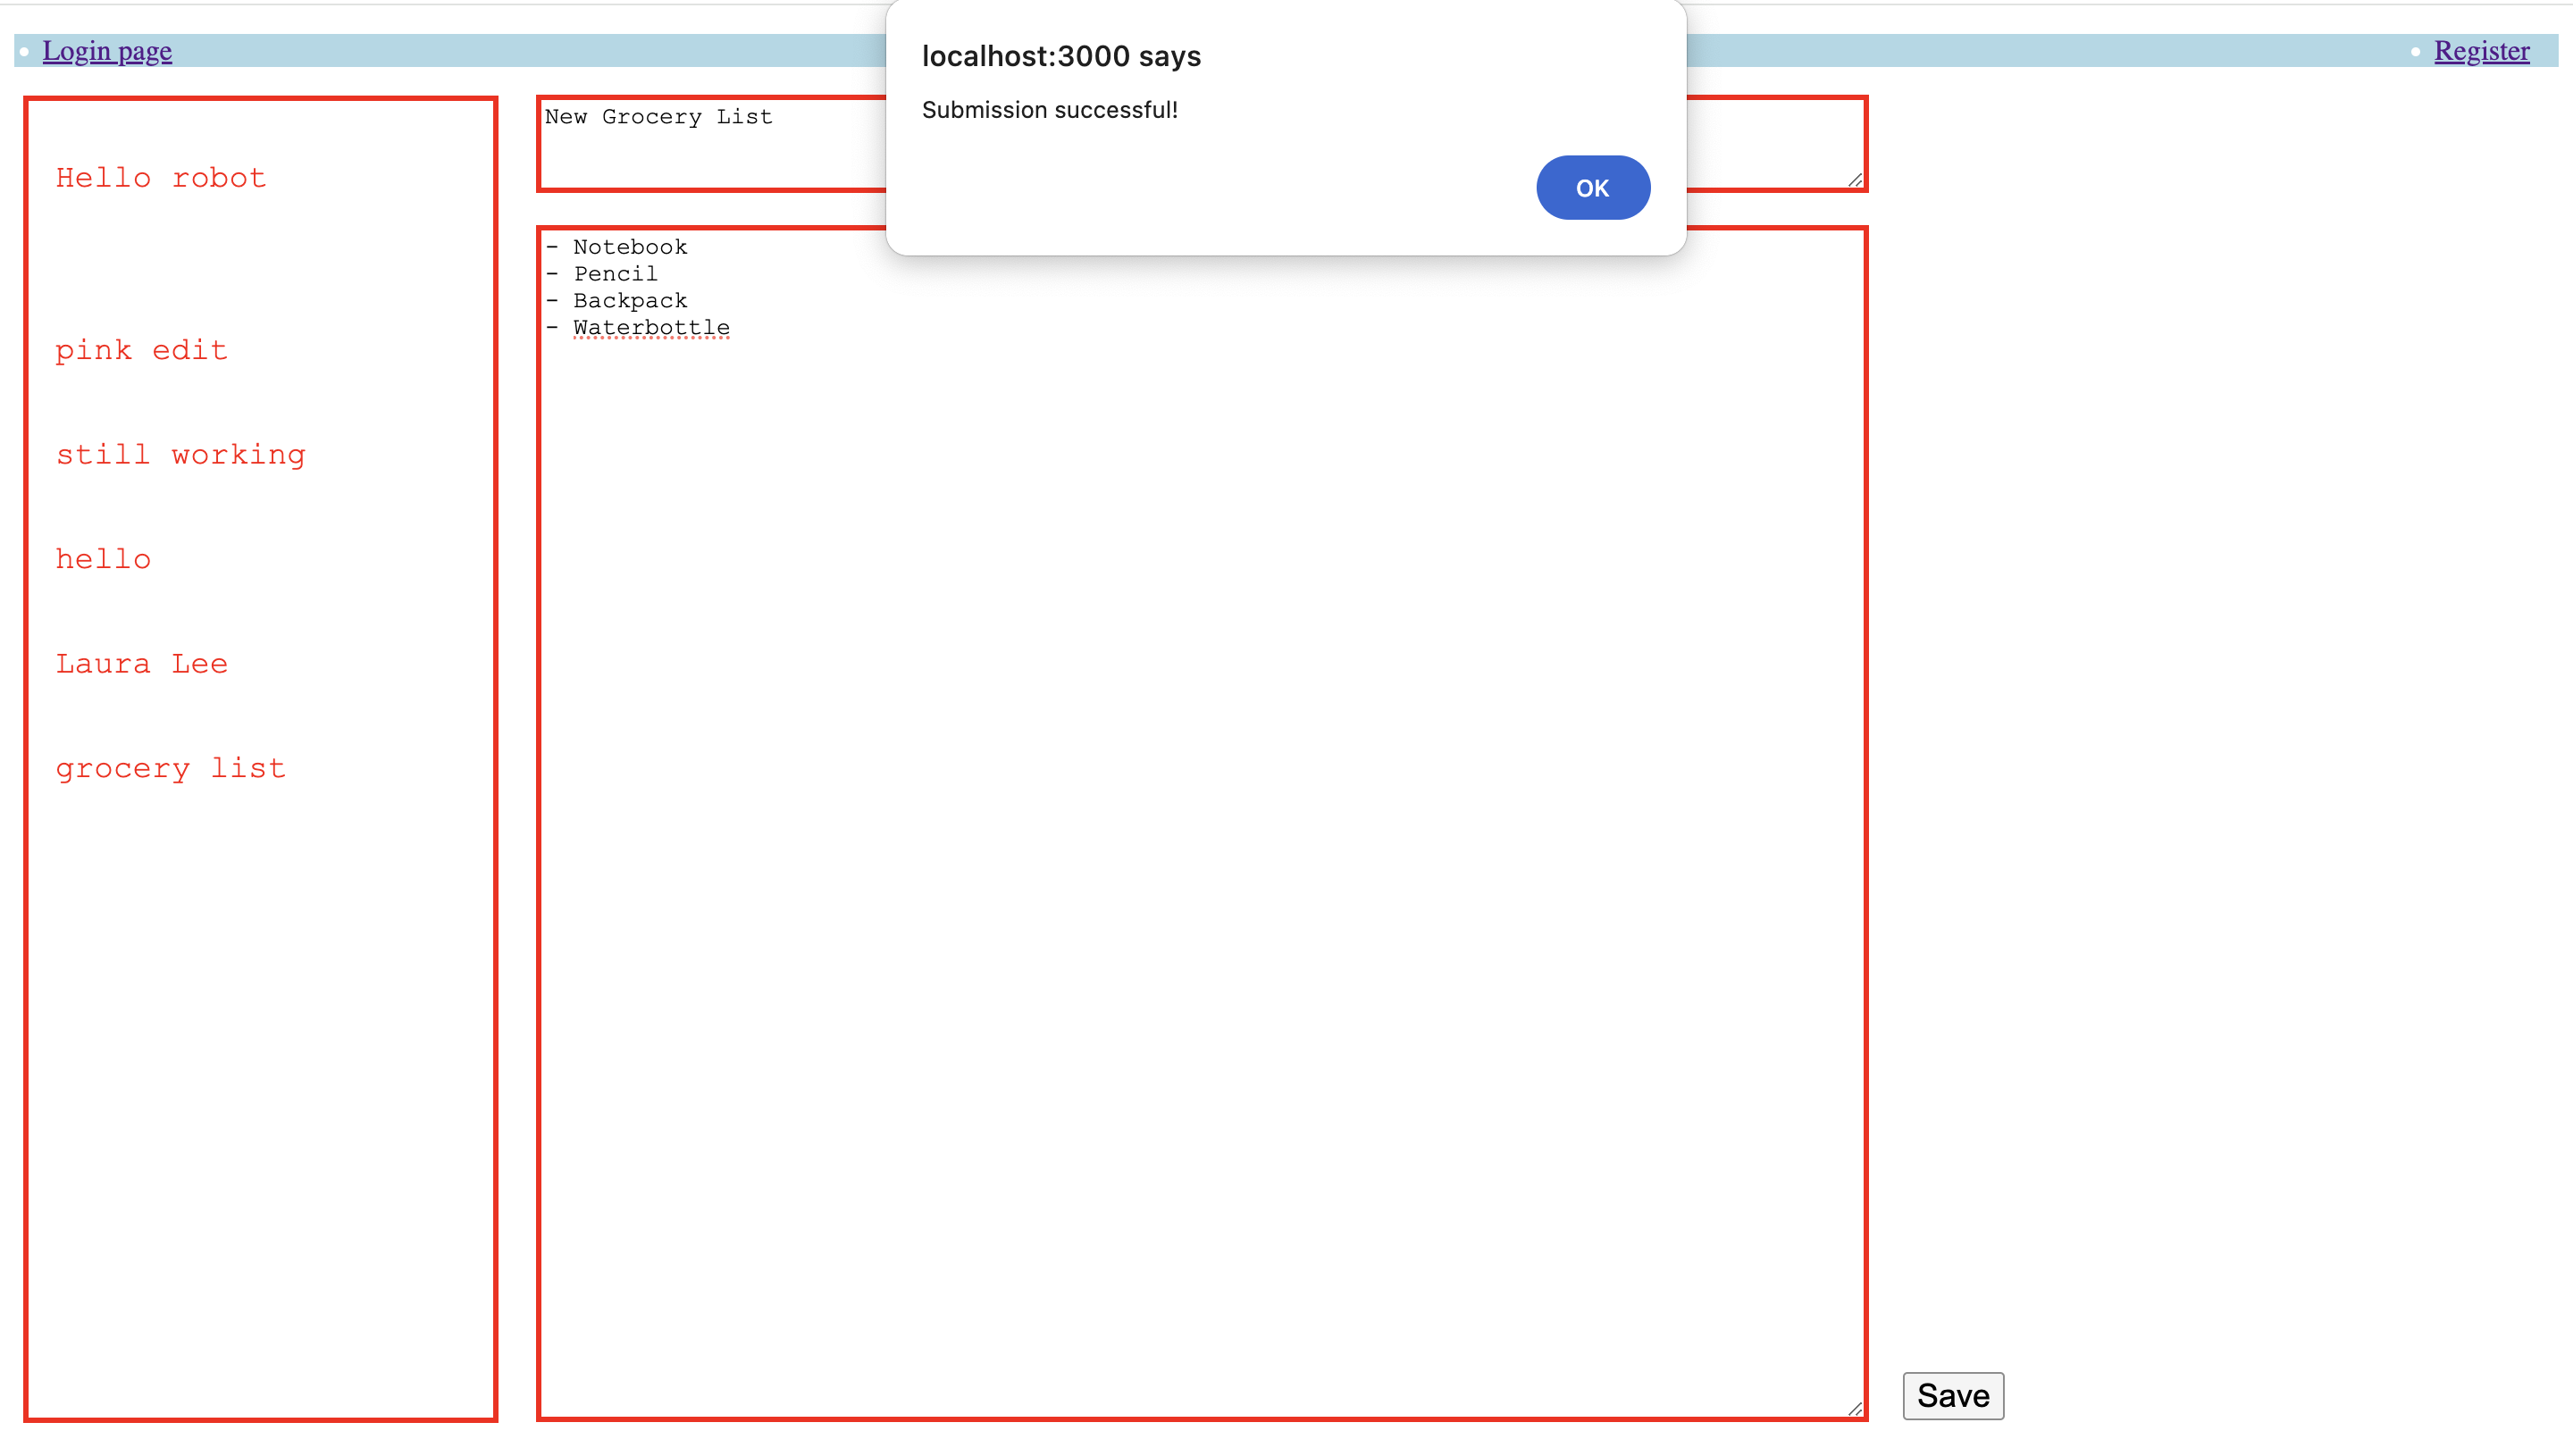 localhost:3000 says
Submission successful!
OK
Login page
Register
Hello robot
pink edit
still working
hello
Laura Lee
grocery list
New Grocery List
- Notebook
- Pencil
- Backpack
- Waterbottle
Save